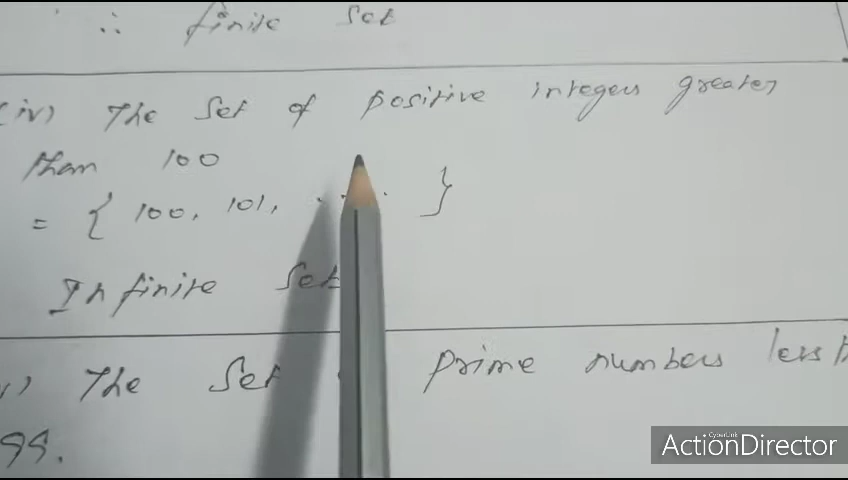 ∴ finite set
(iv) The set of positive integers greater
than 100
= { 100, 101, .... }
Infinite set
The set prime numbers less
99.
CyberLink
ActionDirector